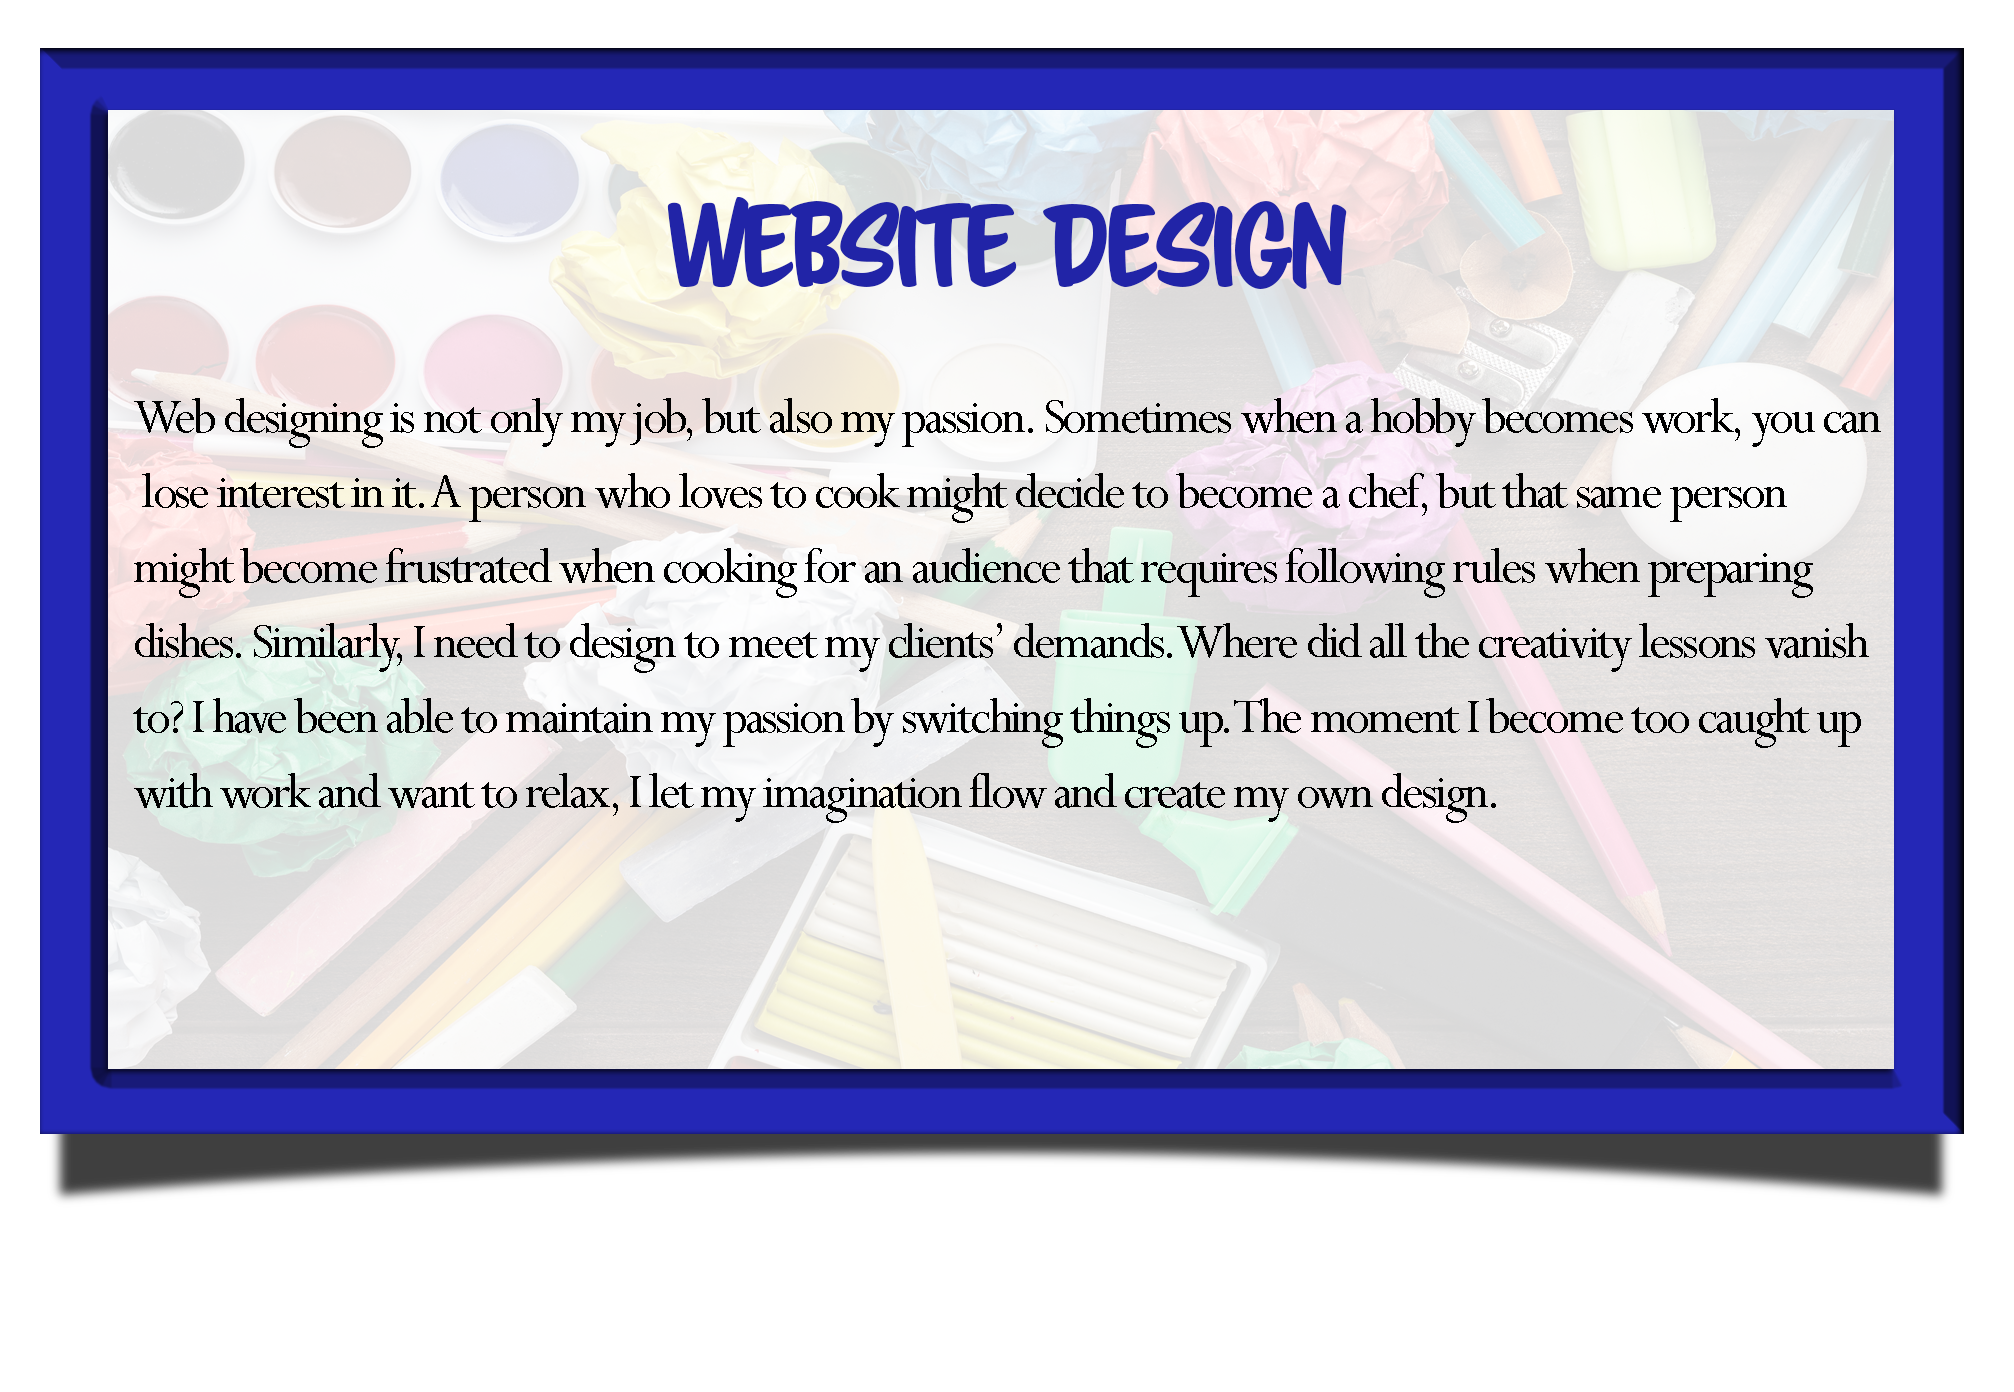 WEBSITE DESIGN
Web designing is not only my job, but also my passion. Sometimes when a hobby becomes work, you can
lose interest in it. A person who loves to cook might decide to become a chef, but that same person
might become frustrated when cooking for an audience that requires following rules when preparing
dishes. Similarly, I need to design to meet my clients’ demands. Where did all the creativity lessons vanish
to? I have been able to maintain my passion by switching things up. The moment I become too caught up
with work and want to relax, I let my imagination flow and create my own design.